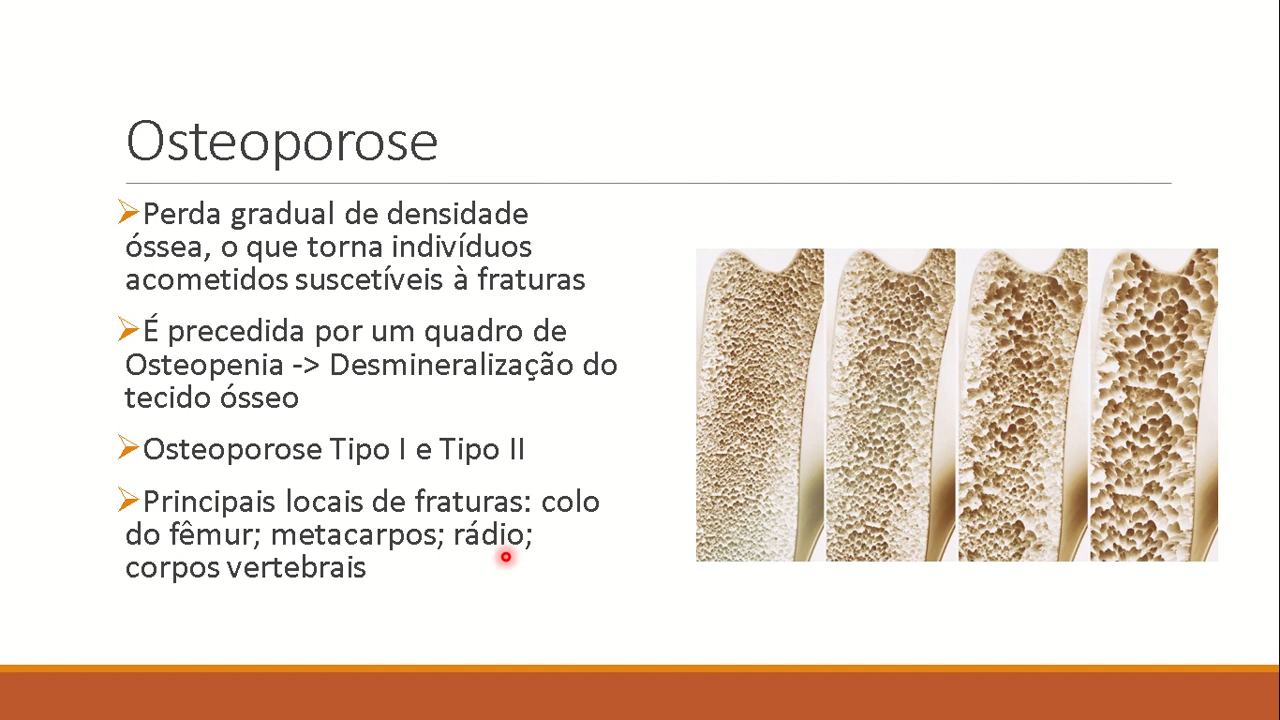 Osteoporose
➢Perda gradual de densidade
óssea, o que torna indivíduos
acometidos suscetíveis à fraturas
➢É precedida por um quadro de
Osteopenia -> Desmineralização do
tecido ósseo
➢Osteoporose Tipo I e Tipo II
➢Principais locais de fraturas: colo
do fêmur; metacarpos; rádio;
corpos vertebrais